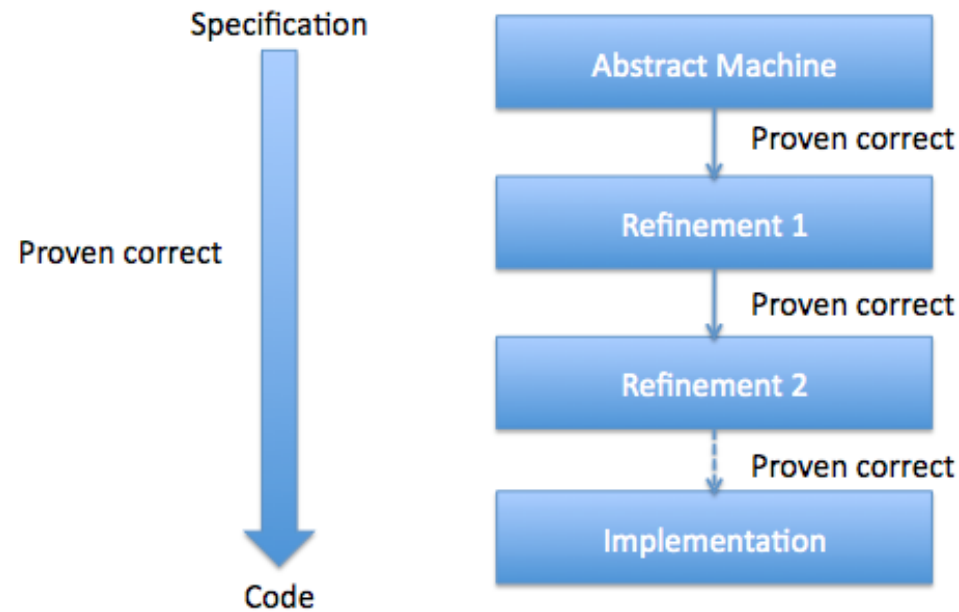 Specification
Proven correct
Code
Abstract Machine
Proven correct
Refinement 1
Proven correct
Refinement 2
Proven correct
Implementation